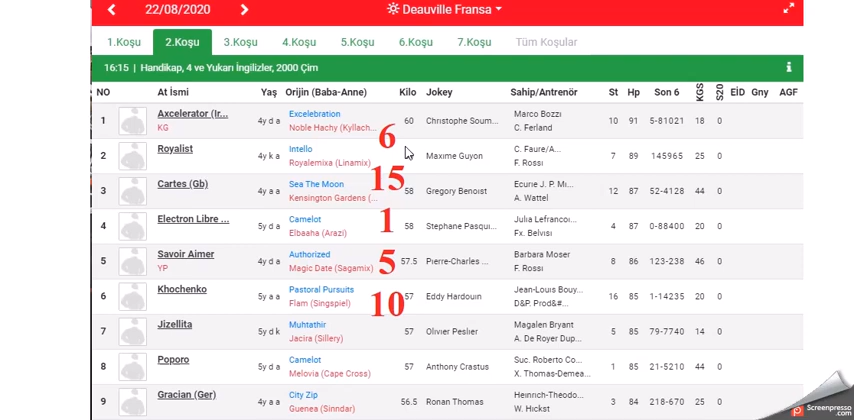 22/08/2020 Deauville Fransa
1.Koşu 2.Koşu 3.Koşu 4.Koşu 5.Koşu 6.Koşu 7.Koşu Tüm Koşular
16:15 | Handikap, 4 ve Yukarı İngilizler, 2000 Çim
NO At İsmi Yaş Orijin (Baba-Anne) Kilo Jokey Sahip/Antrenör St Hp Son 6 KGS S20 EİD Gny AGF
1 Axcelerator (Ir... 4y d a Excelebration 60 Christophe Soum... Marco Bozzi 10 91 5-81021 18 0
KG Noble Hachy (Kyllach... C. Ferland
6
2 Royalist 4y k a Intello Maxime Guyon C. Faure/A... 7 89 145965 25 0
Royalemixa (Linamix) F. Rossi
15
3 Cartes (Gb) 4y a a Sea The Moon 58 Gregory Benoist Ecurie J. P. Mi... 12 87 52-4128 44 0
Kensington Gardens (... A. Wattel
1
4 Electron Libre ... 5y d a Camelot 58 Stephane Pasqui... Julia Lefrancoi... 4 87 0-88400 20 0
Elbaaha (Arazi) Fx. Belvisi
5
5 Savoir Aimer 4y d a Authorized 57.5 Pierre-Charles ... Barbara Moser 8 86 123-238 46 0
YP Magic Date (Sagamix) F. Rossi
10
6 Khochenko 5y a a Pastoral Pursuits 57 Eddy Hardouin Jean-Louis Bouy... 16 85 1-14235 20 0
Flam (Singspiel) D&P. Prod&#...
7 Jizellita 5y d k Muhtathir 57 Olivier Peslier Magalen Bryant 5 85 79-7740 14 0
Jacira (Sillery) A. De Royer Dup...
8 Poporo 5y d a Camelot 57 Anthony Crastus Suc. Roberto Co... 1 85 21-5210 44 0
Melovia (Cape Cross) X. Thomas-Demea...
9 Gracian (Ger) 4y a a City Zip 56.5 Ronan Thomas Heinrich-Theodo... 3 84 218-670 25 0
Guenea (Sinndar) W. Hickst
Screenpresso.com